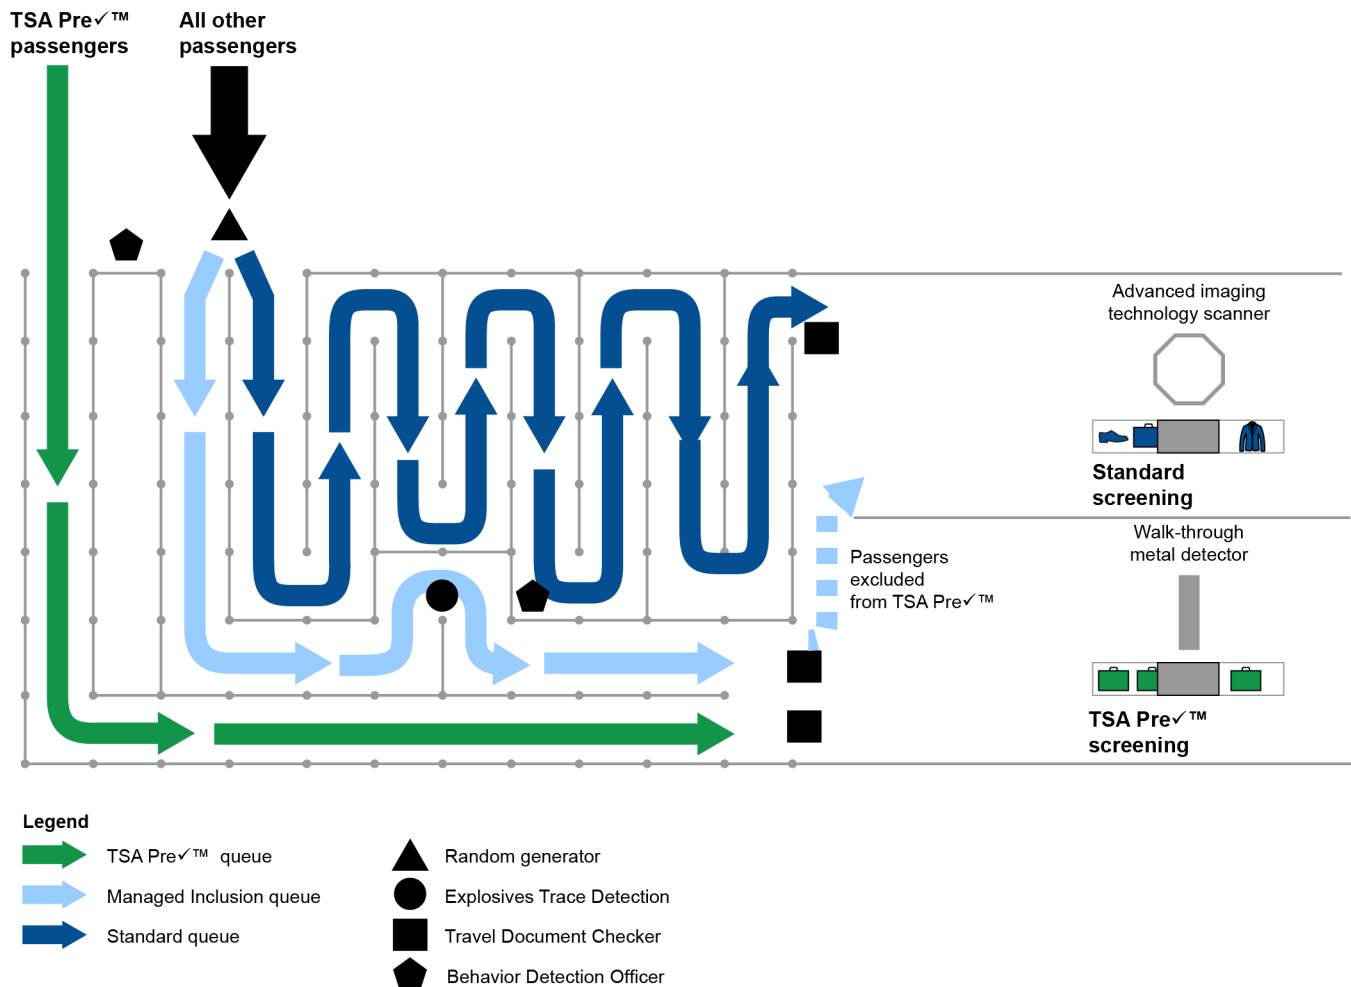 TSA Pre✓™
passengers
All other
passengers
Advanced imaging
technology scanner
Standard
screening
Walk-through
metal detector
Passengers
excluded
from TSA Pre✓™
TSA Pre✓™
screening
Legend
TSA Pre✓™ queue
Managed Inclusion queue
Standard queue
Random generator
Explosives Trace Detection
Travel Document Checker
Behavior Detection Officer